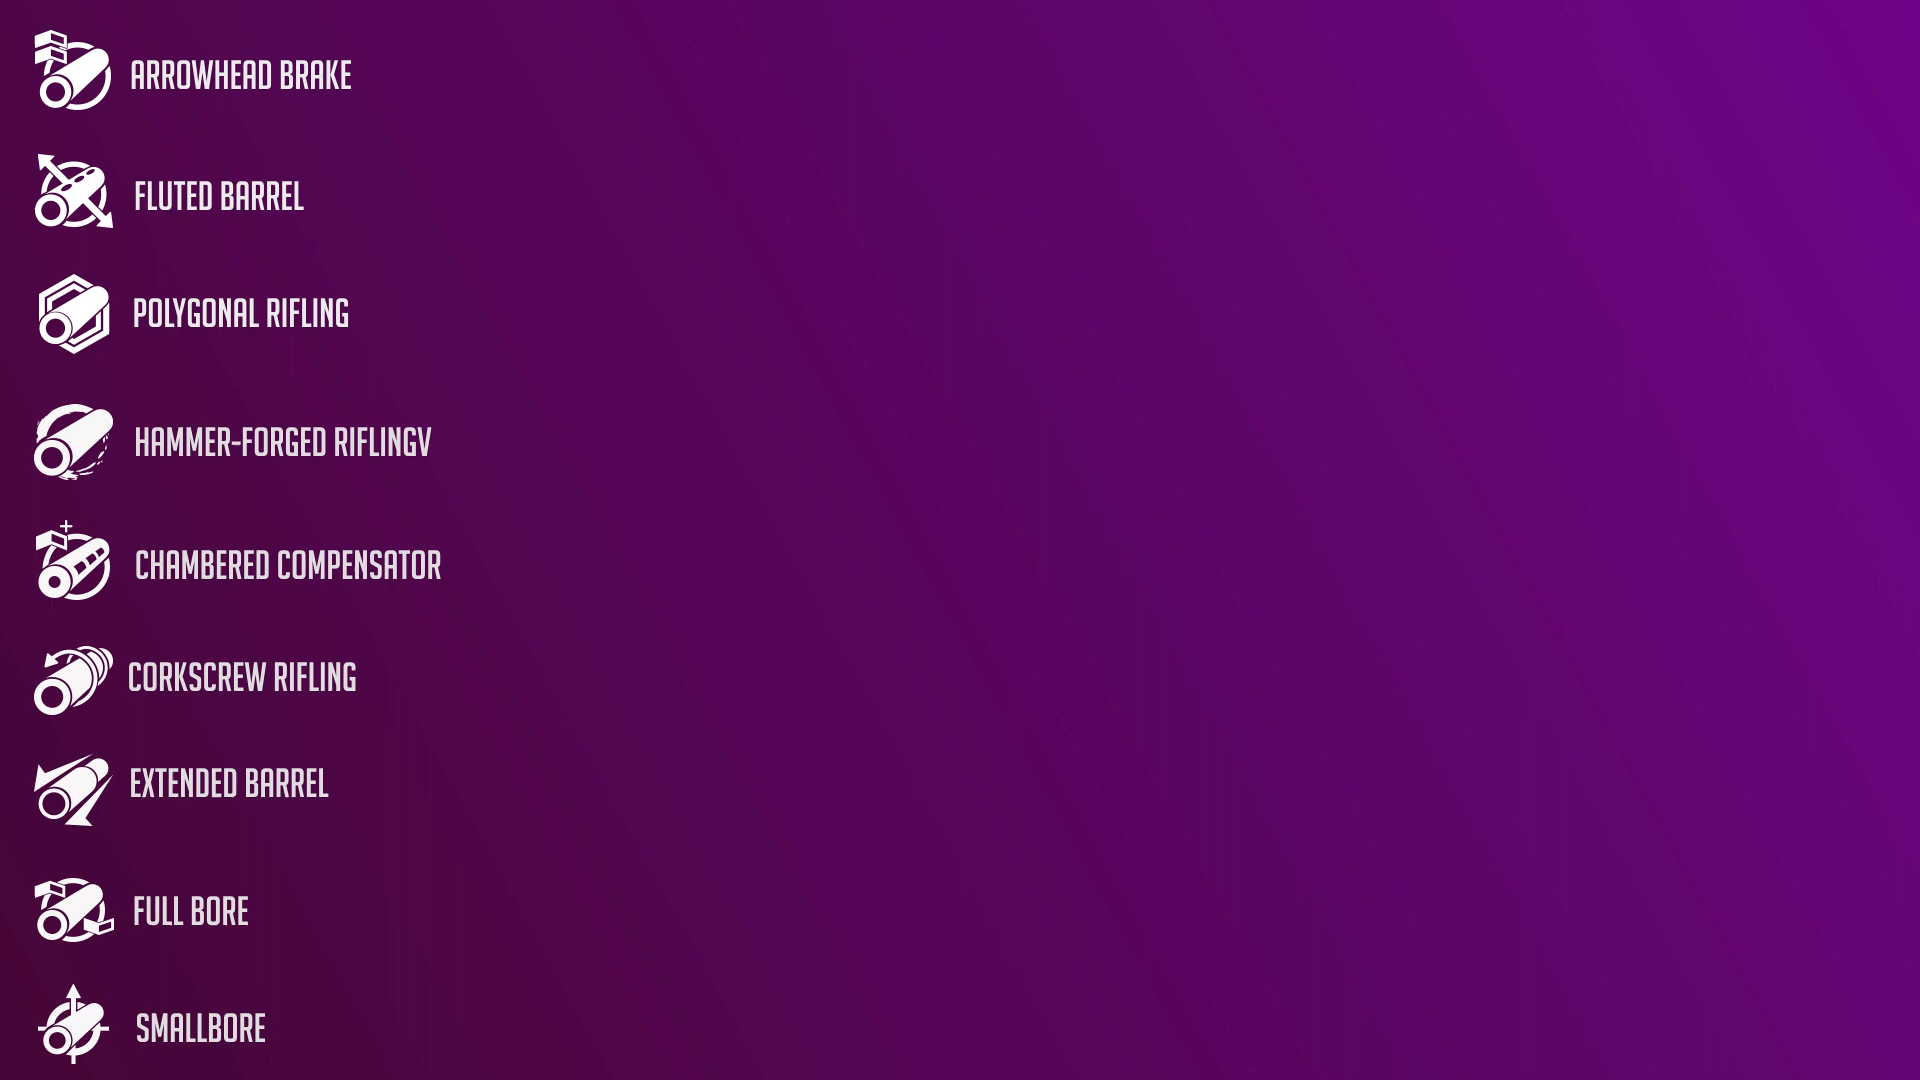 ARROWHEAD BRAKE
FLUTED BARREL
POLYGONAL RIFLING
HAMMER-FORGED RIFLINGV
CHAMBERED COMPENSATOR
CORKSCREW RIFLING
EXTENDED BARREL
FULL BORE
SMALLBORE